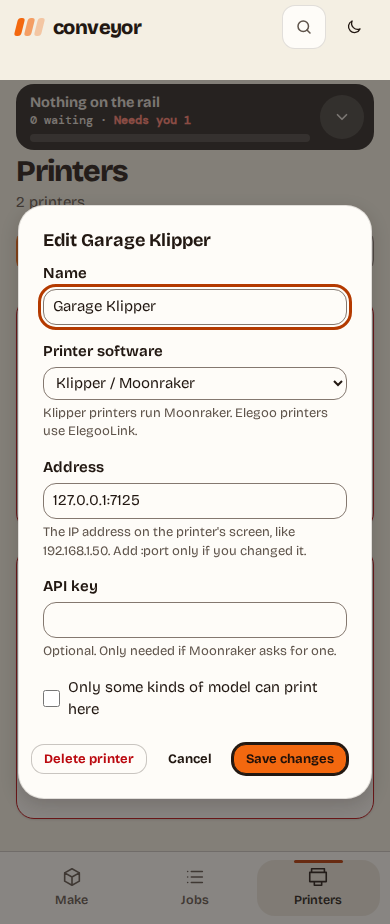 conveyor
Nothing on the rail
0 waiting · Needs you 1
Printers
2 printers
Edit Garage Klipper
Name
Garage Klipper
Printer software
Klipper / Moonraker
Klipper printers run Moonraker. Elegoo printers
use ElegooLink.
Address
127.0.0.1:7125
The IP address on the printer's screen, like
192.168.1.50. Add :port only if you changed it.
API key
Optional. Only needed if Moonraker asks for one.
Only some kinds of model can print
here
Delete printer
Cancel
Save changes
Make
Jobs
Printers